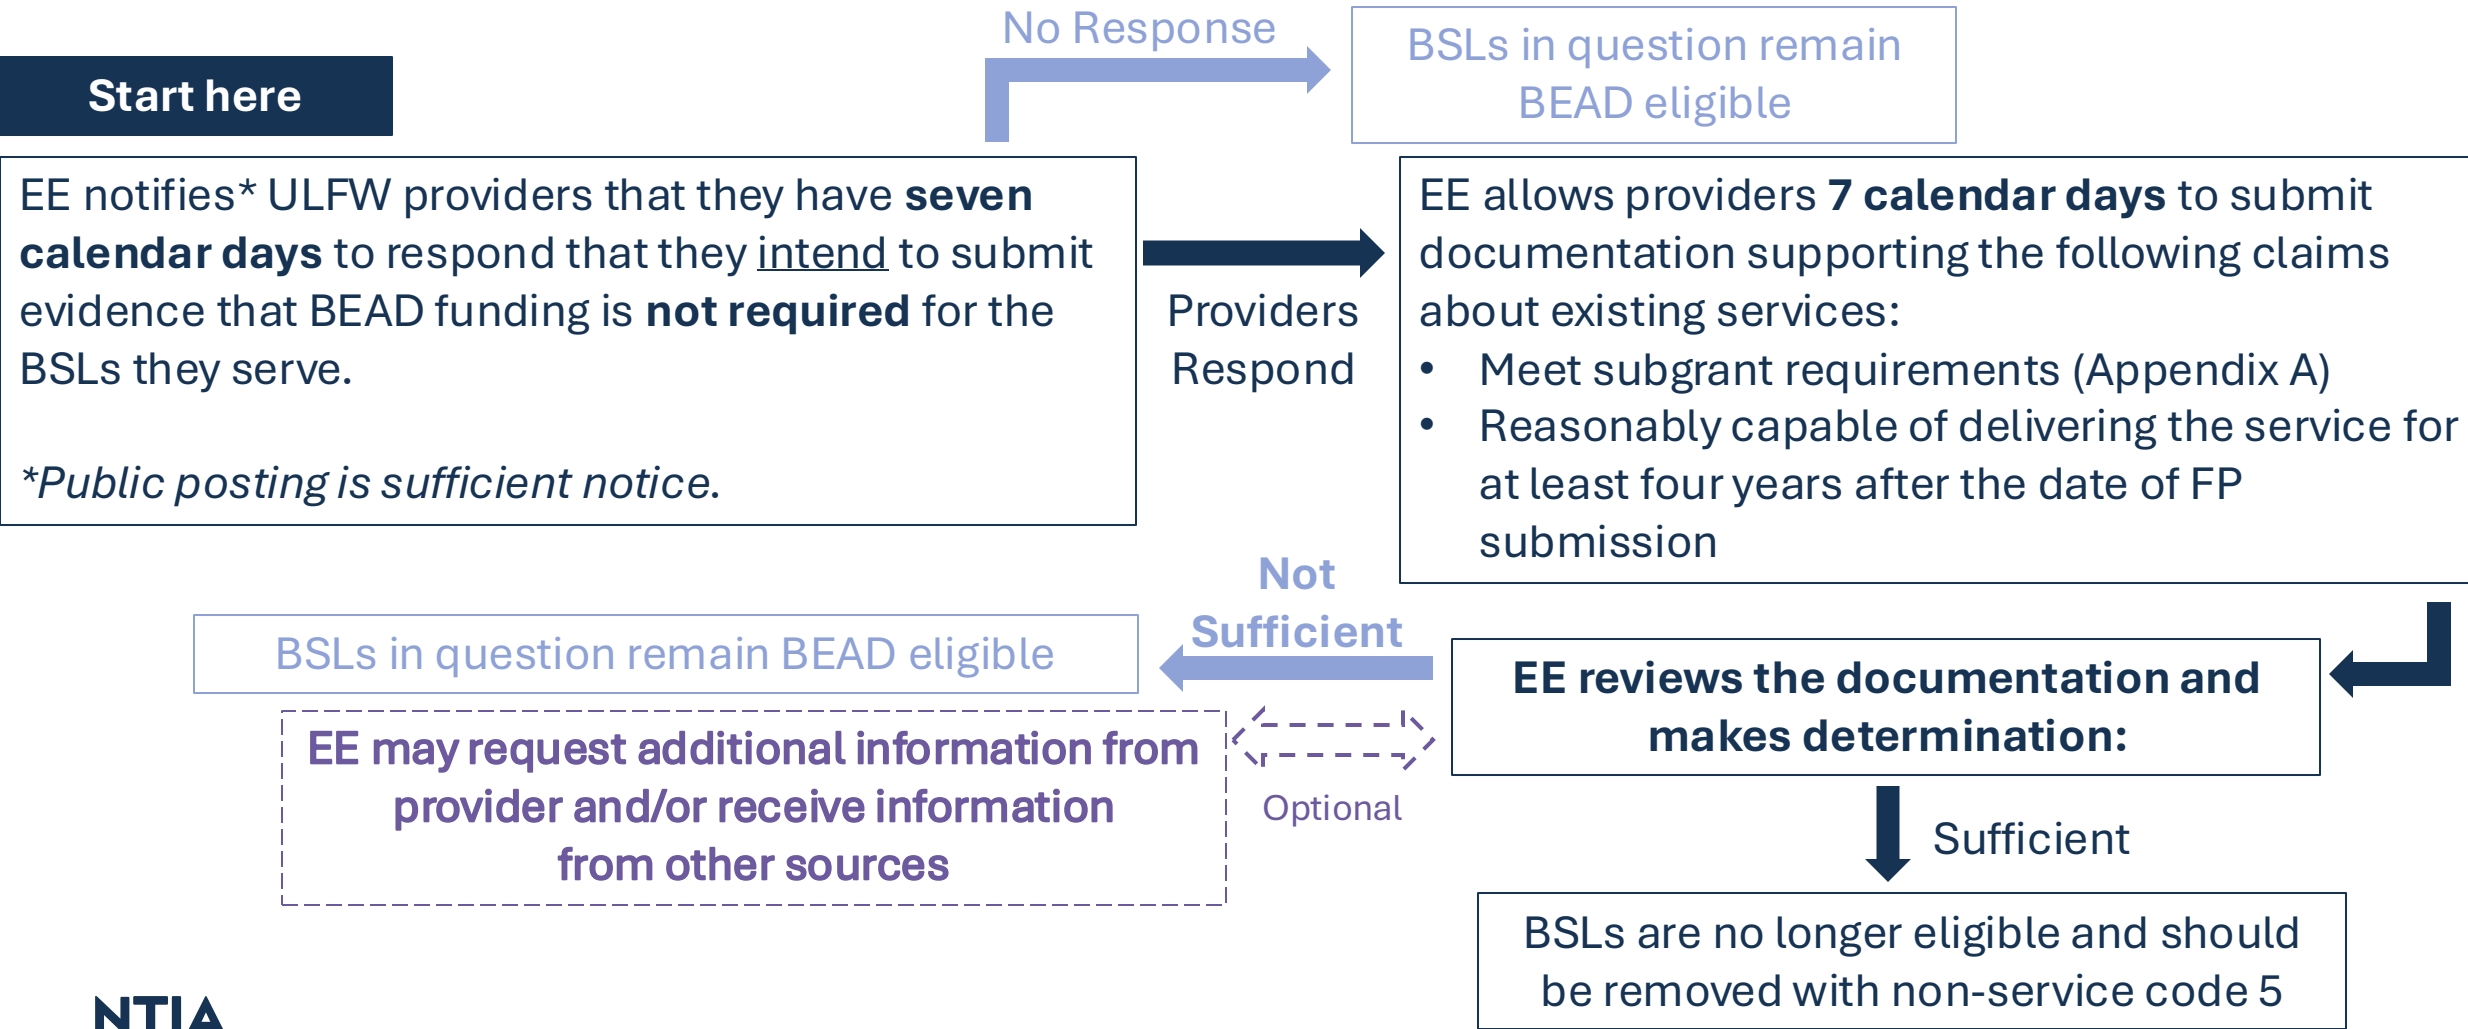 No Response
BSLs in question remain
BEAD eligible
Start here
EE notifies* ULFW providers that they have seven
calendar days to respond that they intend to submit
evidence that BEAD funding is not required for the
BSLs they serve.
*Public posting is sufficient notice.
Providers
Respond
EE allows providers 7 calendar days to submit
documentation supporting the following claims
about existing services:
• Meet subgrant requirements (Appendix A)
• Reasonably capable of delivering the service for
at least four years after the date of FP
submission
Not
Sufficient
BSLs in question remain BEAD eligible
EE reviews the documentation and
makes determination:
EE may request additional information from
provider and/or receive information
from other sources
Optional
Sufficient
BSLs are no longer eligible and should
be removed with non-service code 5
NTIA